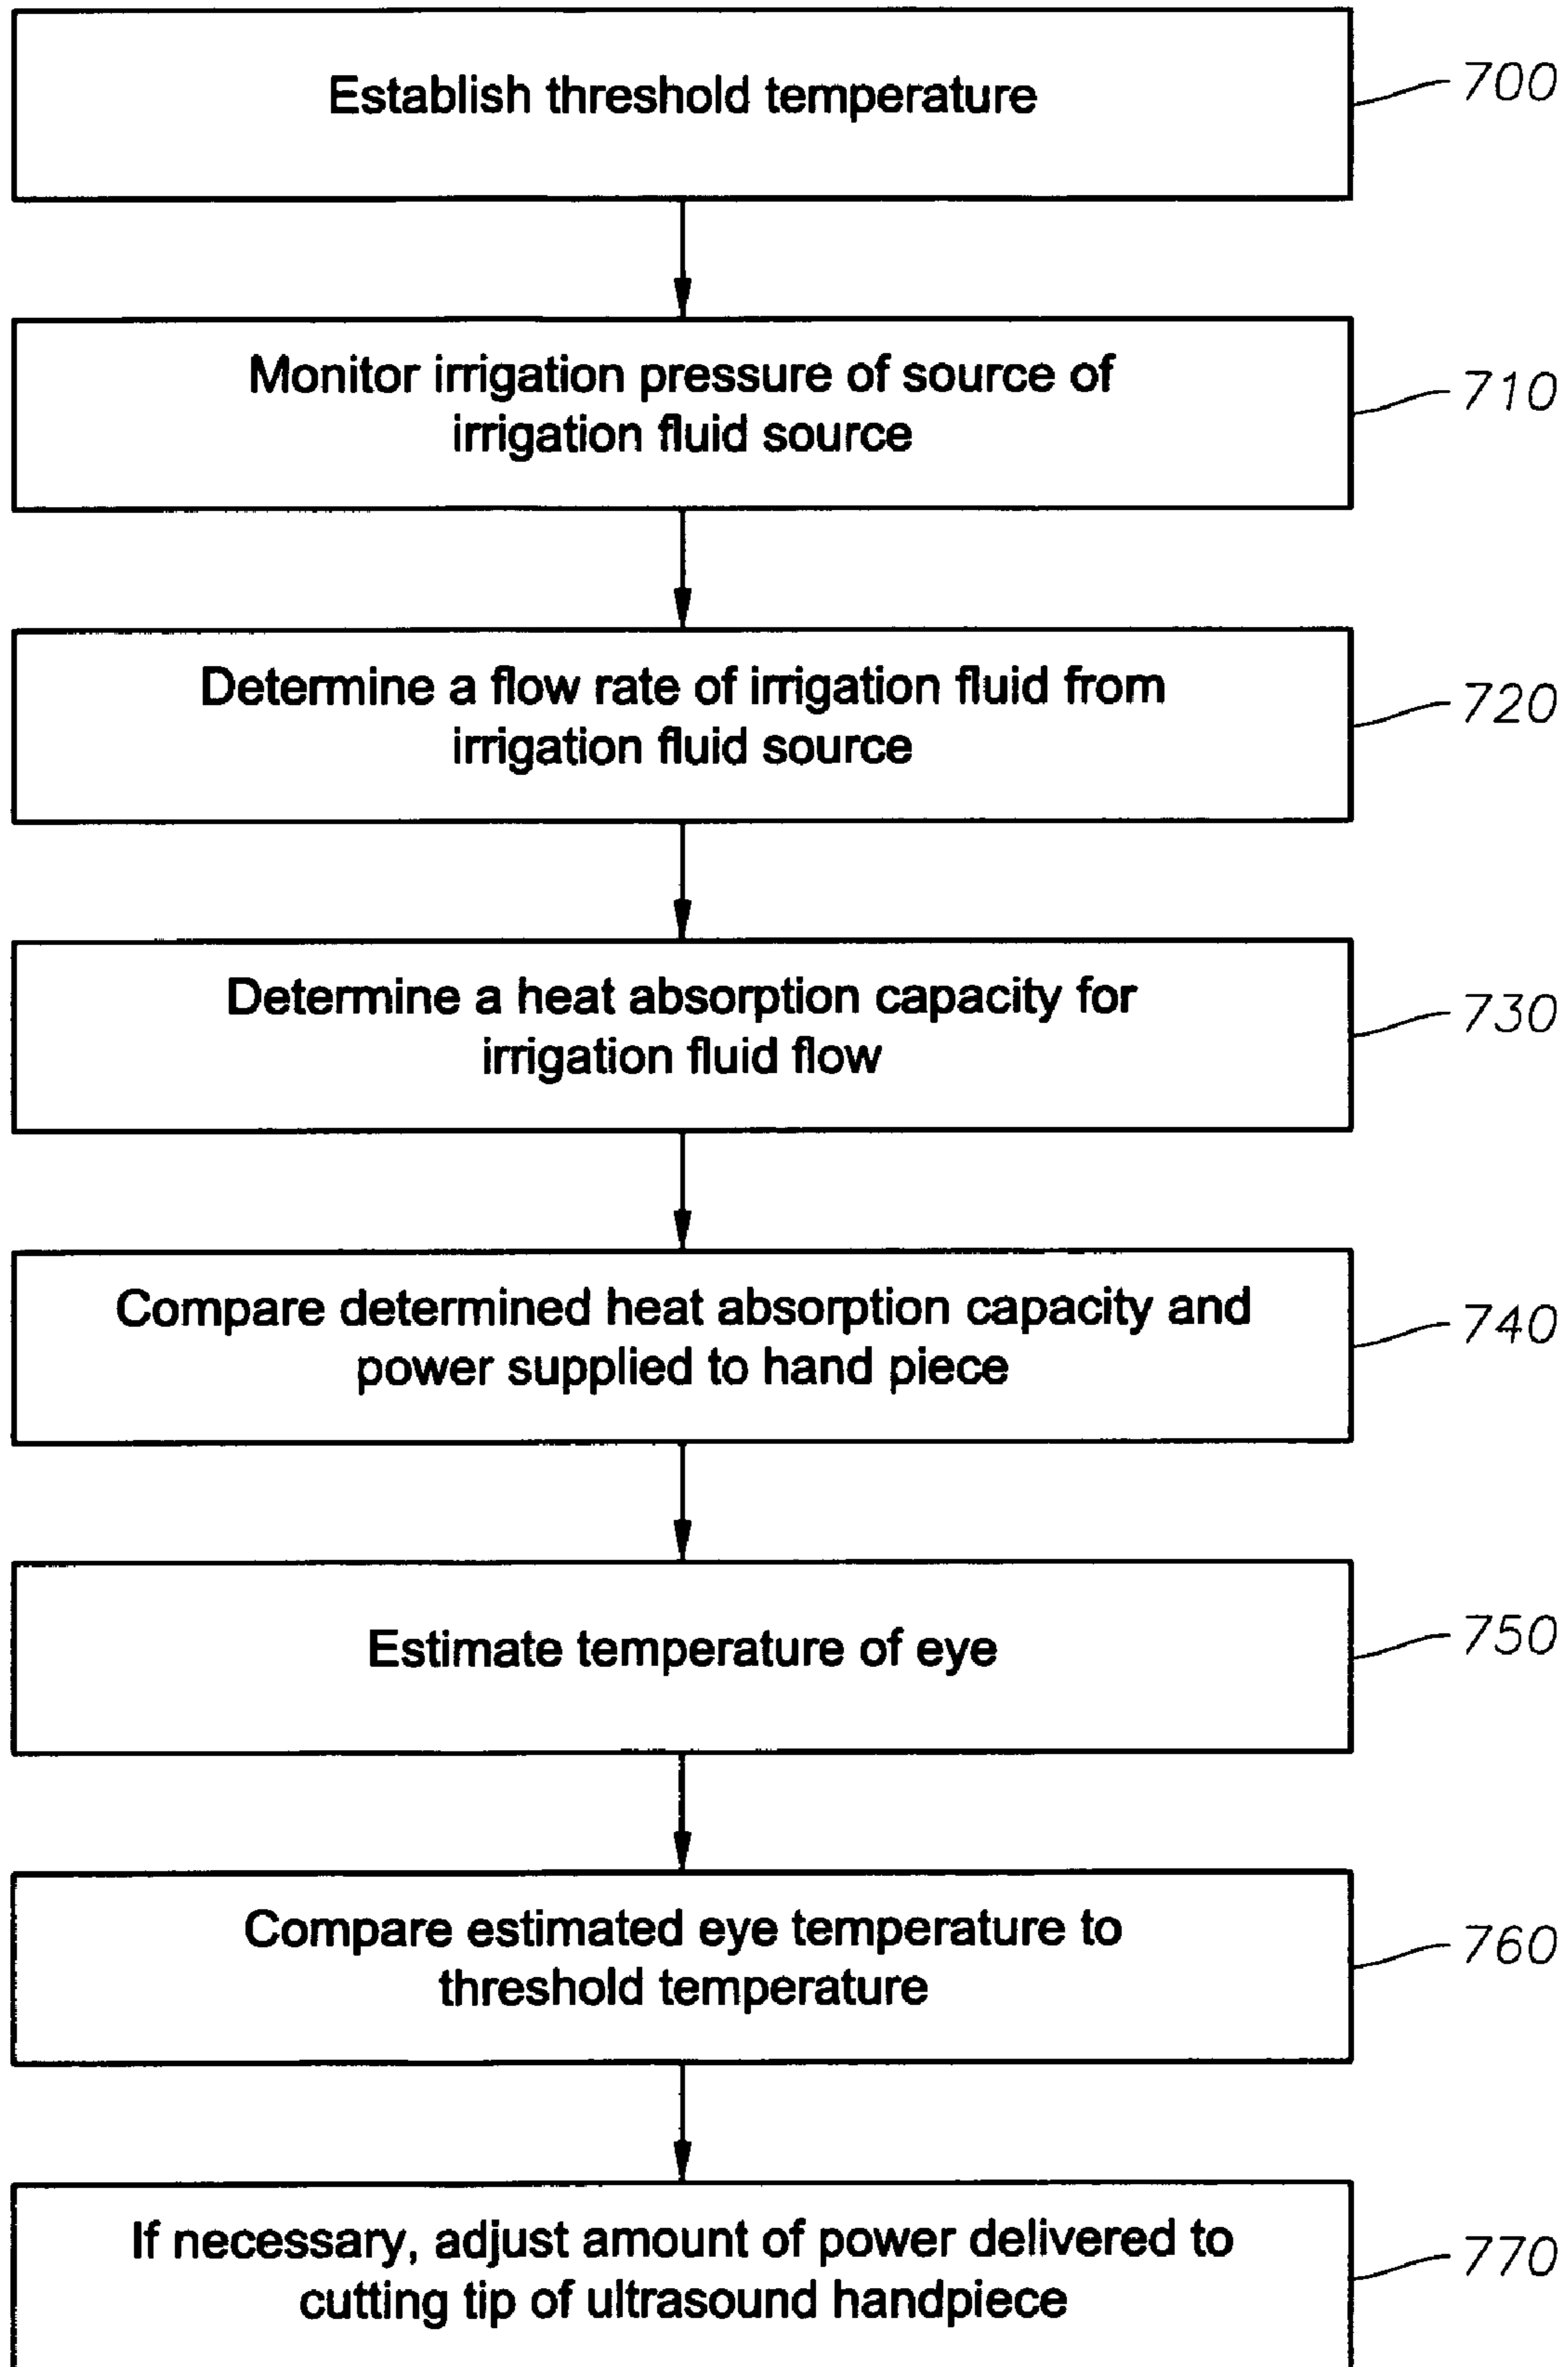 Establish threshold temperature
700
Monitor irrigation pressure of source of
irrigation fluid source
710
Determine a flow rate of irrigation fluid from
irrigation fluid source
720
Determine a heat absorption capacity for
irrigation fluid flow
730
Compare determined heat absorption capacity and
power supplied to hand piece
740
Estimate temperature of eye
750
Compare estimated eye temperature to
threshold temperature
760
If necessary, adjust amount of power delivered to
cutting tip of ultrasound handpiece
770